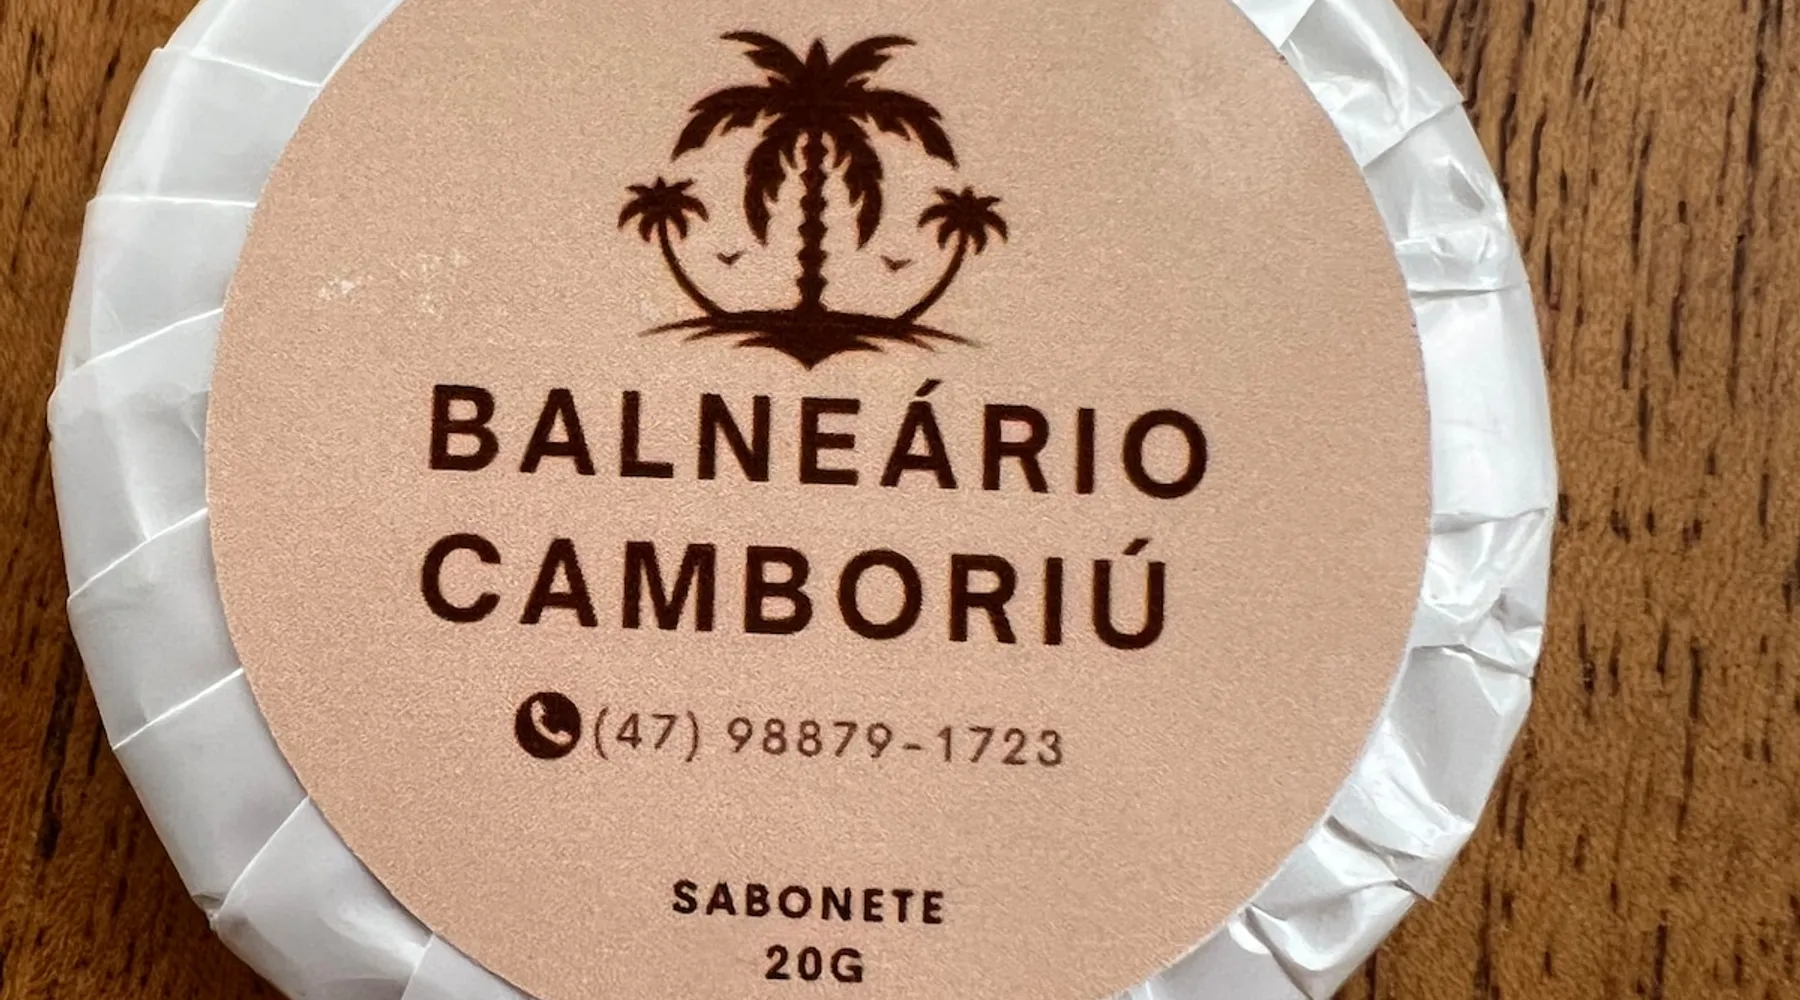 BALNEÁRIO
CAMBORIÚ
(47) 98879-1723
SABONETE
20G